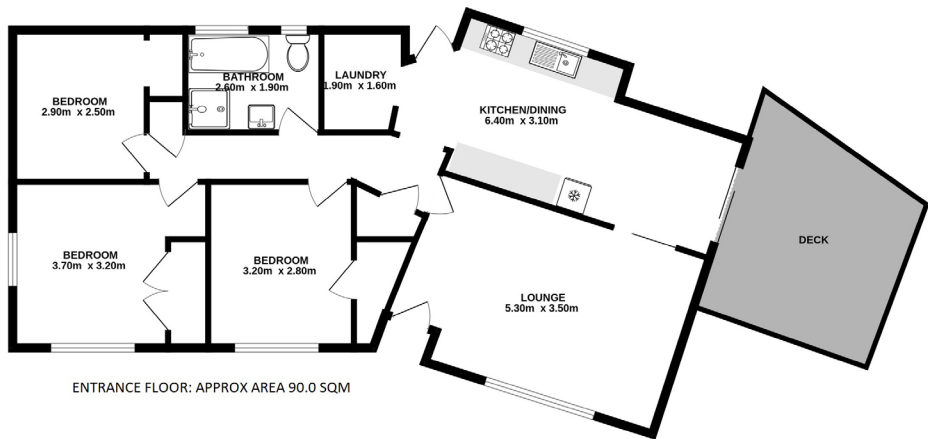 BATHROOM
2.60m x 1.90m
LAUNDRY
1.90m x 1.60m
BEDROOM
2.90m x 2.50m
KITCHEN/DINING
6.40m x 3.10m
DECK
BEDROOM
3.70m x 3.20m
BEDROOM
3.20m x 2.80m
LOUNGE
5.30m x 3.50m
ENTRANCE FLOOR: APPROX AREA 90.0 SQM